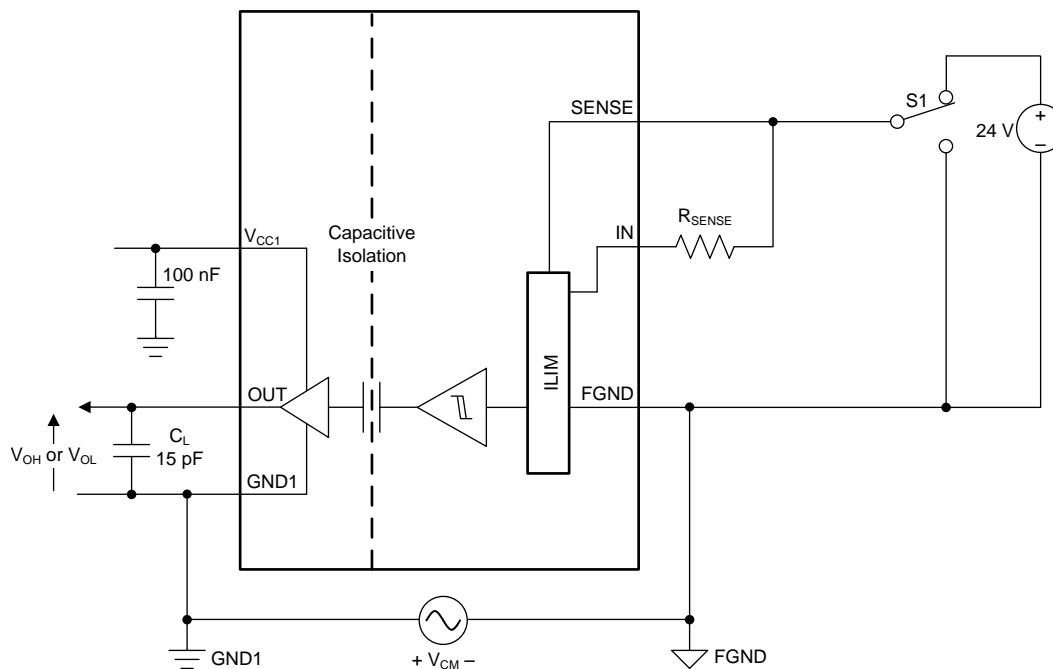 S1
SENSE
24 V
+
–
R_SENSE
IN
V_CC1
Capacitive
Isolation
100 nF
ILIM
OUT
FGND
C_L
15 pF
V_OH or V_OL
GND1
GND1
+ V_CM –
FGND